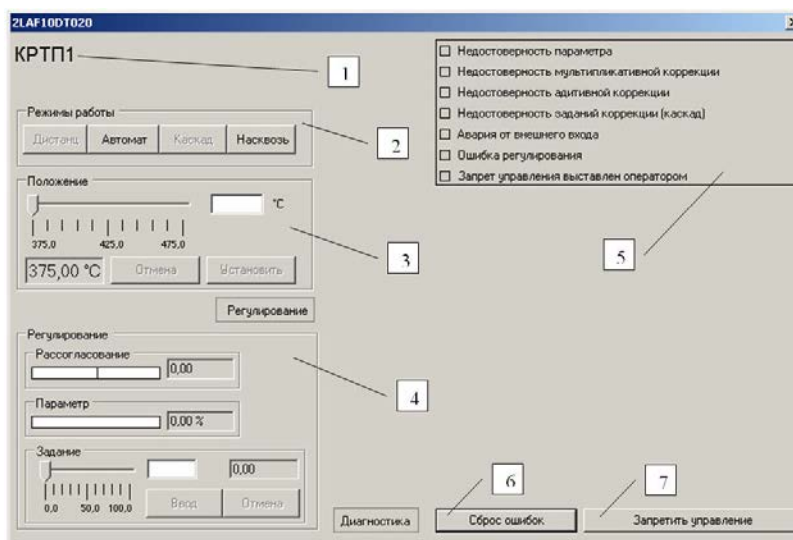 2LAF10DT020
КРТП1
1
Режимы работы
Дистанц Автомат Каскад Насквозь
2
Положение
°C
375,0 425,0 475,0
375,00 °C Отмена Установить
3
Регулирование
Регулирование
Рассогласование
0,00
Параметр
0,00 %
4
Задание
0,00
0,0 50,0 100,0
Ввод Отмена
Недостоверность параметра
Недостоверность мультипликативной коррекции
Недостоверность адитивной коррекции
Недостоверность заданий коррекции (каскад)
Авария от внешнего входа
Ошибка регулирования
Запрет управления выставлен оператором
5
6
7
Диагностика Сброс ошибок Запретить управление